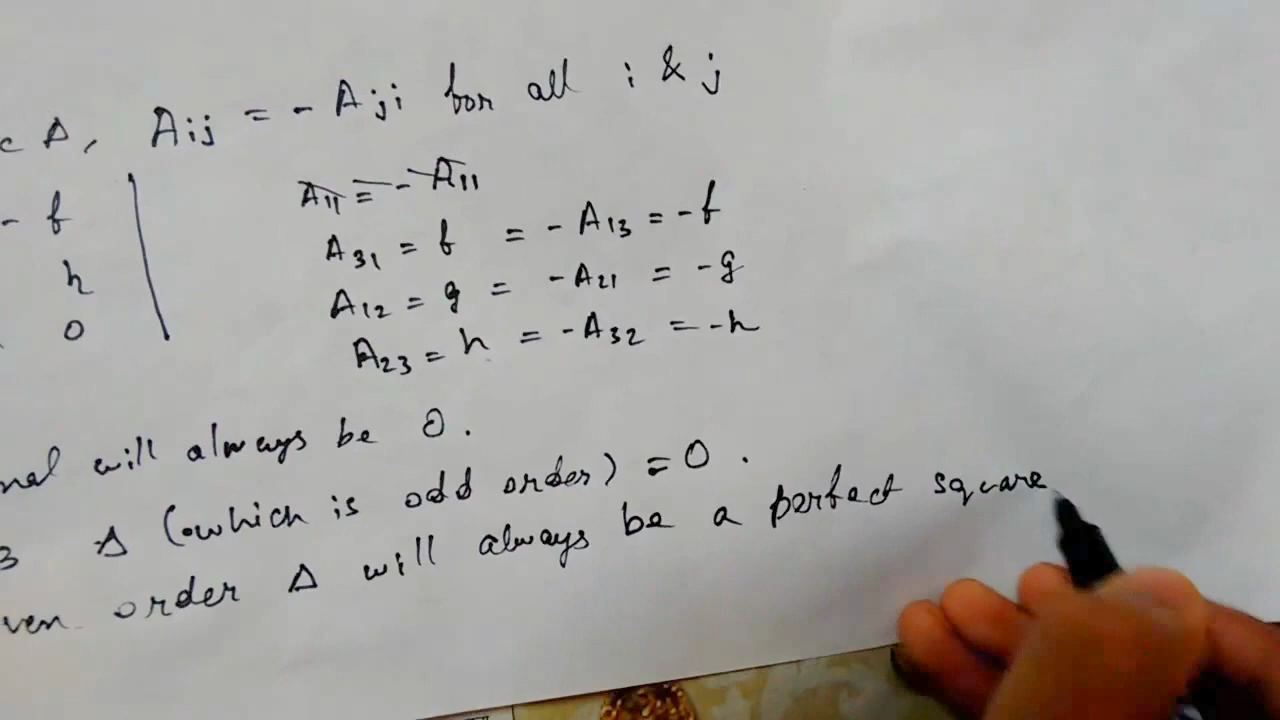 c Δ, Aij = - Aji for all i & j
A11 = - A11
- f
A31 = f = - A13 = - f
h
A12 = g = - A21 = - g
0
A23 = h = - A32 = - h
nal will always be 0.
3 Δ (which is odd order) = 0.
ven order Δ will always be a perfect square